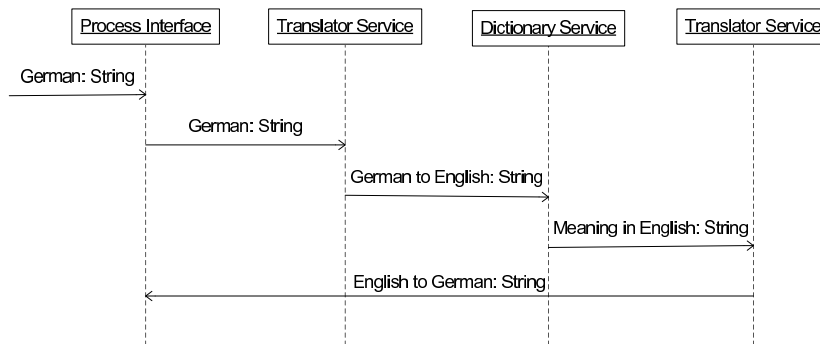 Process Interface
Translator Service
Dictionary Service
Translator Service
German: String
German: String
German to English: String
Meaning in English: String
English to German: String